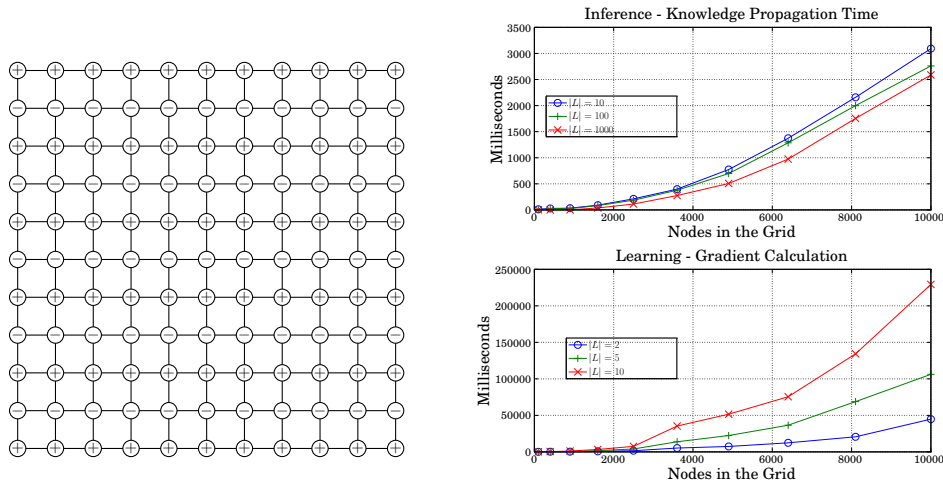 + + + + + + + + + + +
− − − − − − − − − − −
+ + + + + + + + + + +
− − − − − − − − − − −
+ + + + + + + + + + +
− − − − − − − − − − −
+ + + + + + + + + + +
− − − − − − − − − − −
+ + + + + + + + + + +
− − − − − − − − − − −
+ + + + + + + + + + +
Inference - Knowledge Propagation Time
3500
3000
2500
2000
1500
1000
500
0
Milliseconds
|L| = 10
|L| = 100
|L| = 1000
0 2000 4000 6000 8000 10000
Nodes in the Grid
Learning - Gradient Calculation
250000
200000
150000
100000
50000
0
Milliseconds
|L| = 2
|L| = 5
|L| = 10
0 2000 4000 6000 8000 10000
Nodes in the Grid